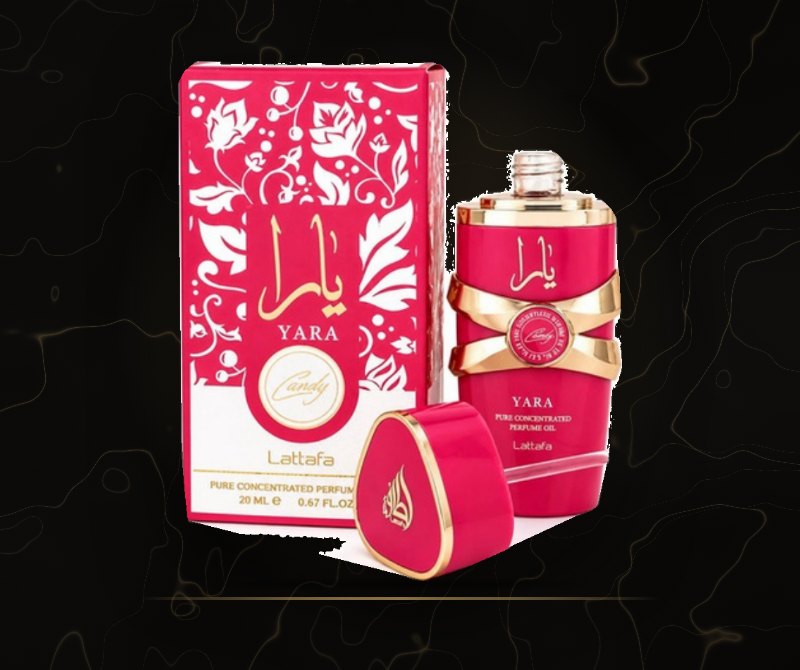 يارا
YARA
Candy
Lattafa
PURE CONCENTRATED PERFUM
20 ML ℮ 0.67 FL.OZ
يارا
Candy
YARA
PURE CONCENTRATED
PERFUME OIL
Lattafa